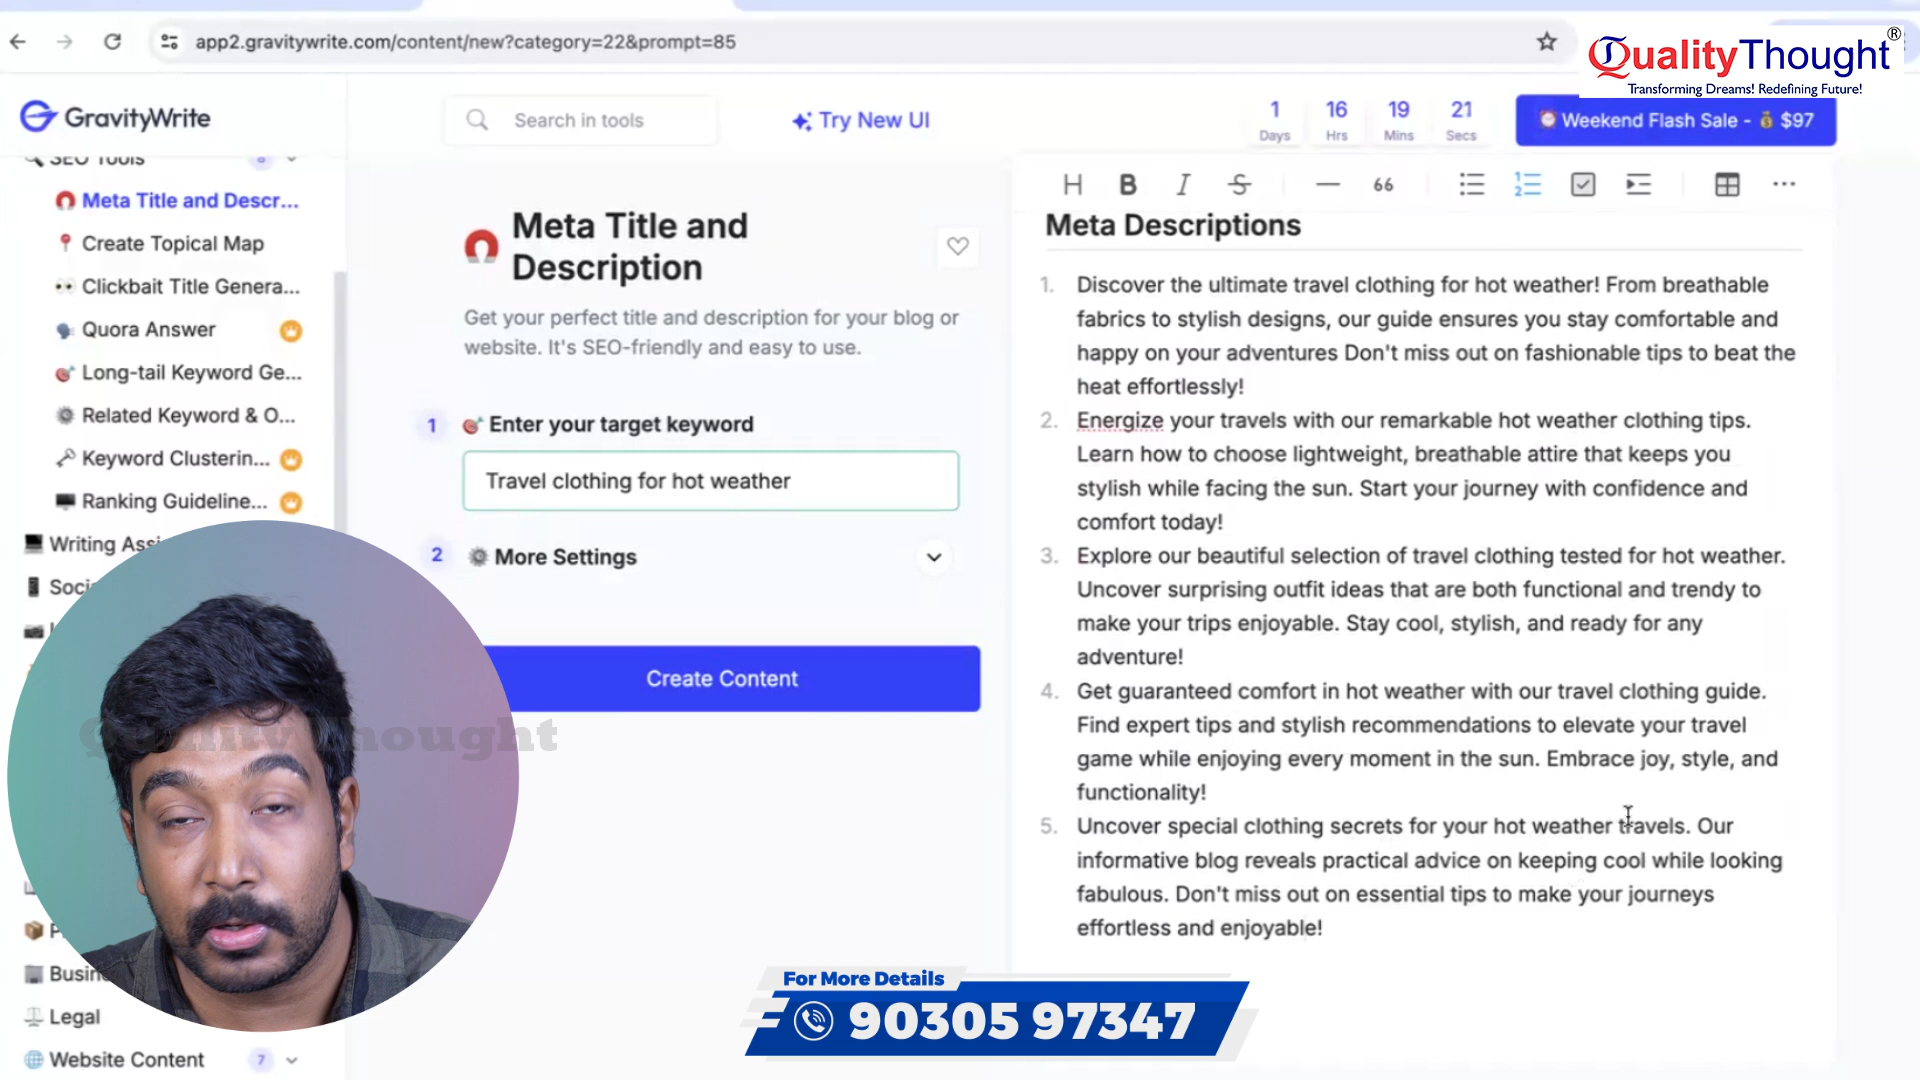 app2.gravitywrite.com/content/new?category=22&prompt=85
QualityThought®
Transforming Dreams! Redefining Future!
GravityWrite
Search in tools
Try New UI
1 Days
16 Hrs
19 Mins
21 Secs
Weekend Flash Sale - $97
SEO Tools 8
Meta Title and Descr...
Create Topical Map
Clickbait Title Genera...
Quora Answer
Long-tail Keyword Ge...
Related Keyword & O...
Keyword Clusterin...
Ranking Guideline...
Writing Assi
Soci
Busin
Legal
Website Content 7
Meta Title and
Description
Get your perfect title and description for your blog or
website. It's SEO-friendly and easy to use.
1 Enter your target keyword
Travel clothing for hot weather
2 More Settings
Create Content
H B I S 66
Meta Descriptions
1. Discover the ultimate travel clothing for hot weather! From breathable
fabrics to stylish designs, our guide ensures you stay comfortable and
happy on your adventures Don't miss out on fashionable tips to beat the
heat effortlessly!
2. Energize your travels with our remarkable hot weather clothing tips.
Learn how to choose lightweight, breathable attire that keeps you
stylish while facing the sun. Start your journey with confidence and
comfort today!
3. Explore our beautiful selection of travel clothing tested for hot weather.
Uncover surprising outfit ideas that are both functional and trendy to
make your trips enjoyable. Stay cool, stylish, and ready for any
adventure!
4. Get guaranteed comfort in hot weather with our travel clothing guide.
Find expert tips and stylish recommendations to elevate your travel
game while enjoying every moment in the sun. Embrace joy, style, and
functionality!
5. Uncover special clothing secrets for your hot weather travels. Our
informative blog reveals practical advice on keeping cool while looking
fabulous. Don't miss out on essential tips to make your journeys
effortless and enjoyable!
Quality Thought
For More Details
90305 97347